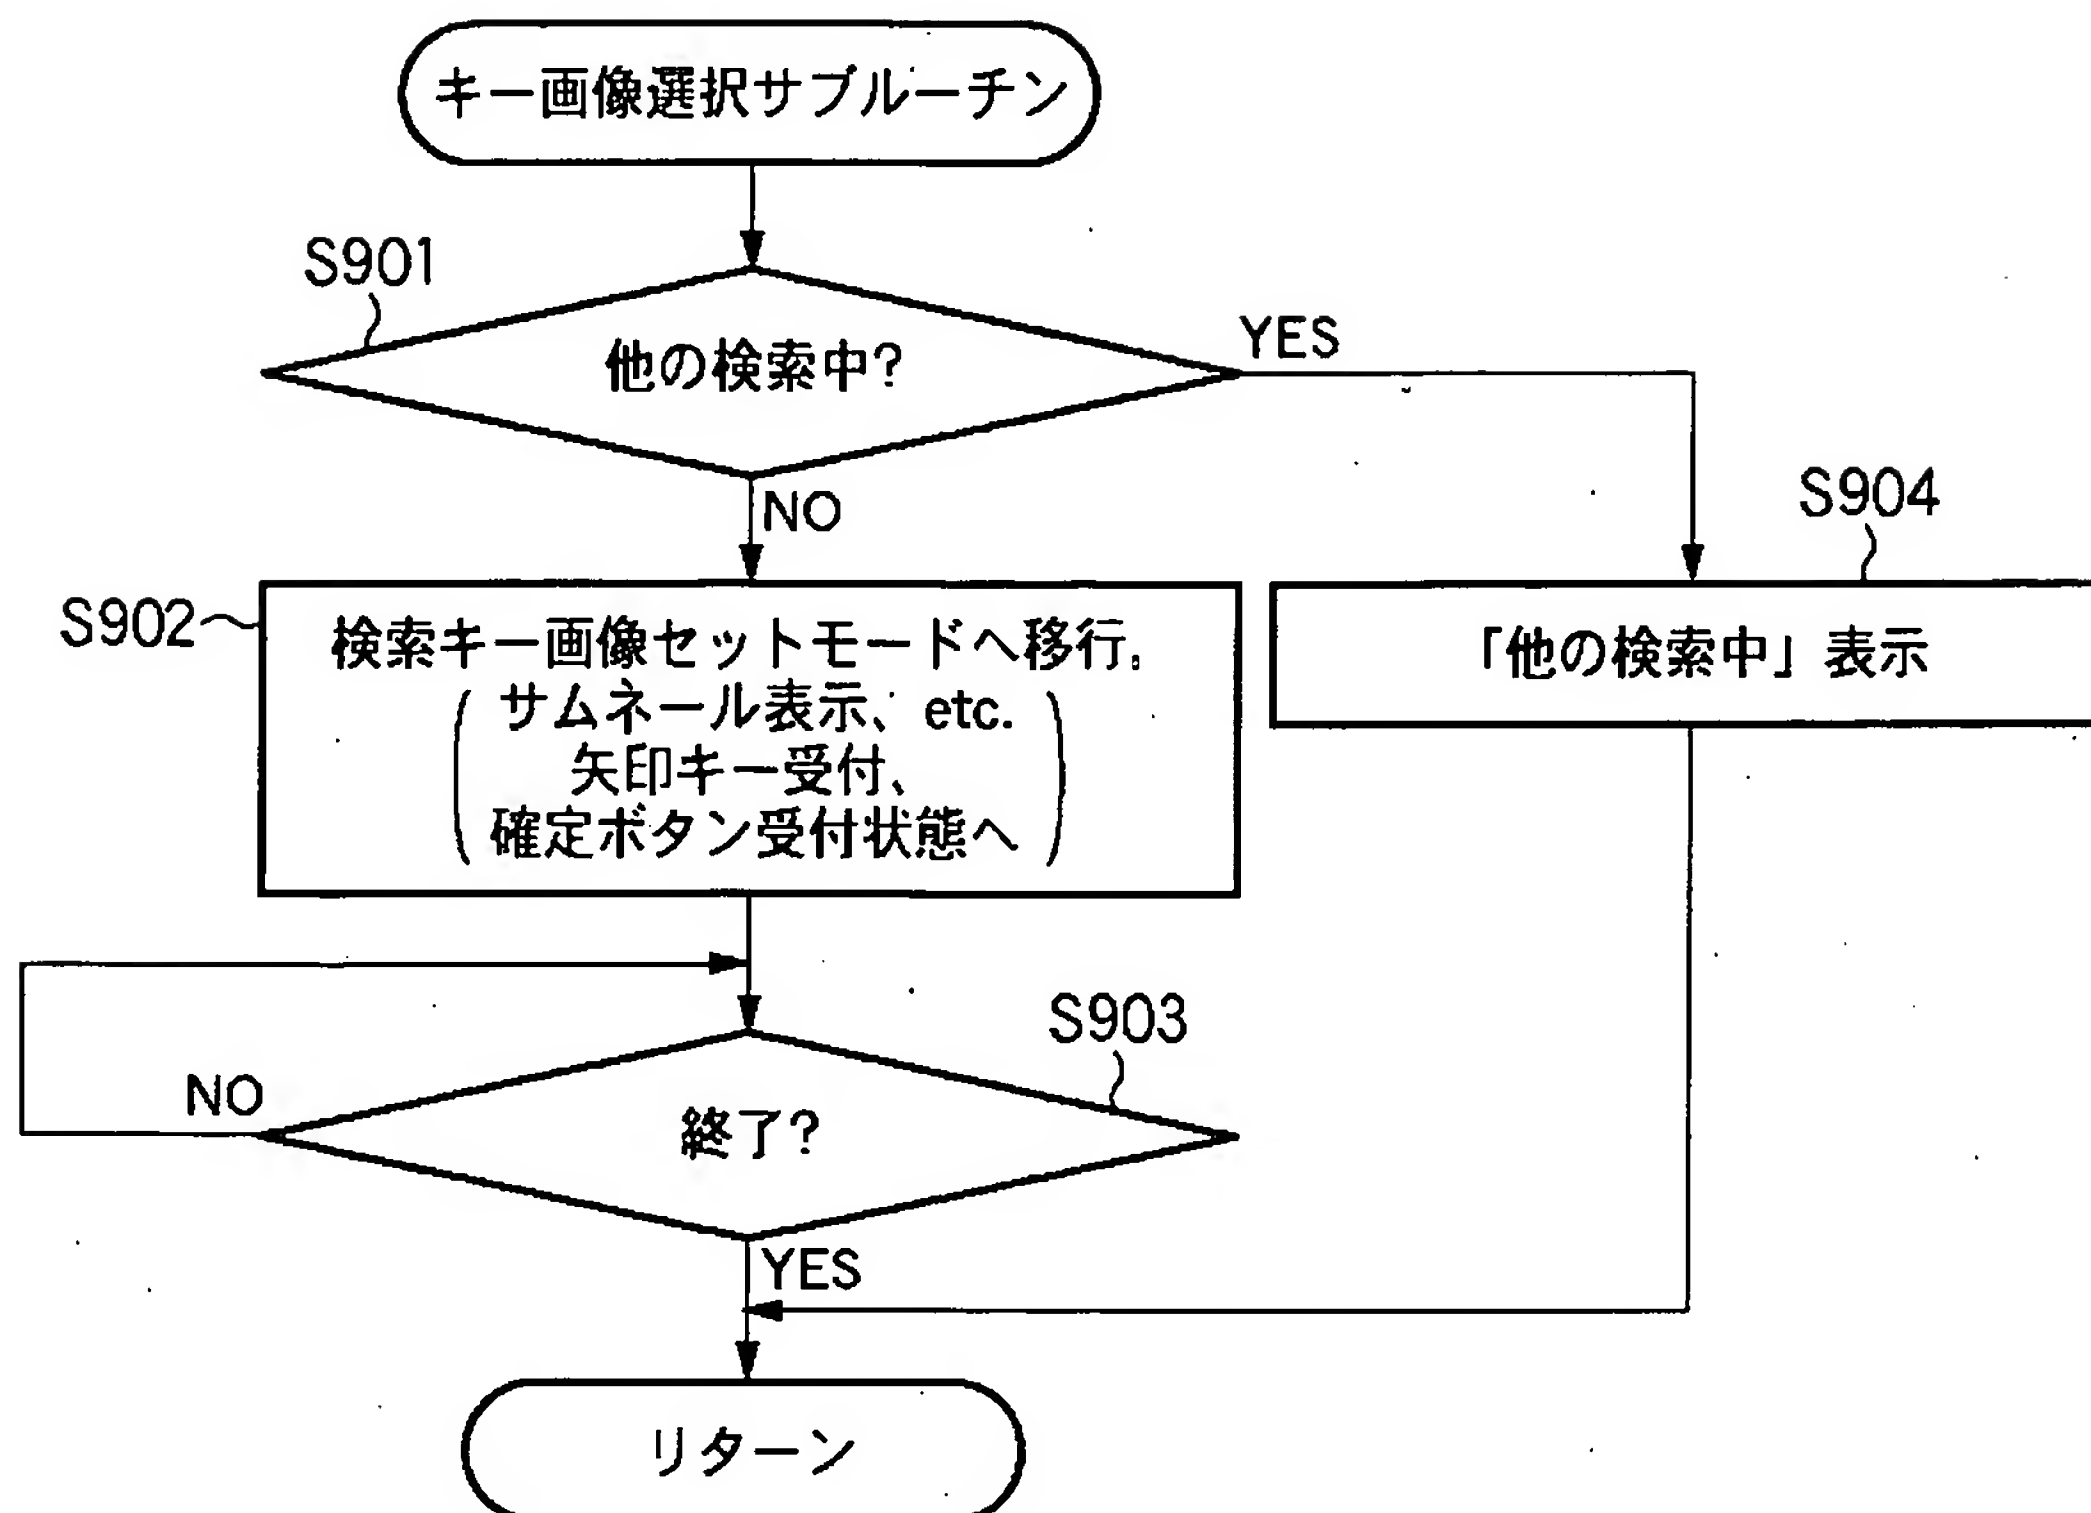 キー画像選択サブルーチン
S901
他の検索中?
YES
NO
S904
S902
検索キー画像セットモードへ移行.
サムネール表示、etc.
矢印キー受付、
確定ボタン受付状態へ
「他の検索中」表示
S903
NO
終了?
YES
リターン